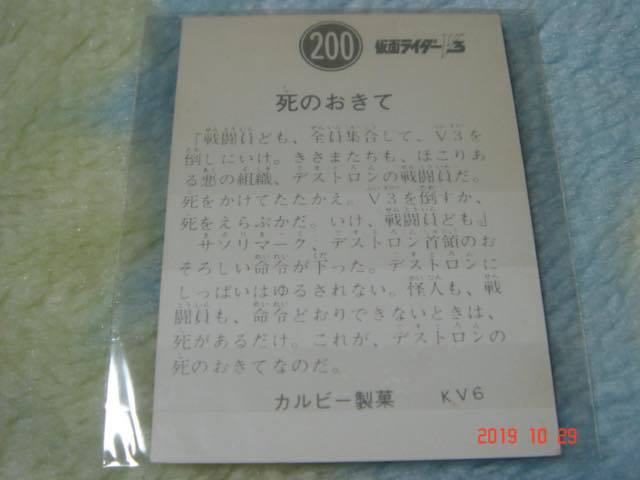 200 仮面ライダーV3
死のおきて
「戦闘員ども、全員集合して、V3を
倒しにいけ。きさまたちも、ほこりあ
る悪の組織、デストロンの戦闘員だ。
死をかけてたたかえ。V3を倒すか、
死をえらぶかだ。いけ、戦闘員ども」
サソリマーク、デストロン首領のお
そろしい命令が下った。デストロンに
しっぱいはゆるされない。怪人も、戦
闘員も、命令どおりできないときは、
死があるだけ。これが、デストロンの
死のおきてなのだ。
カルビー製菓 KV6
2019 10 29